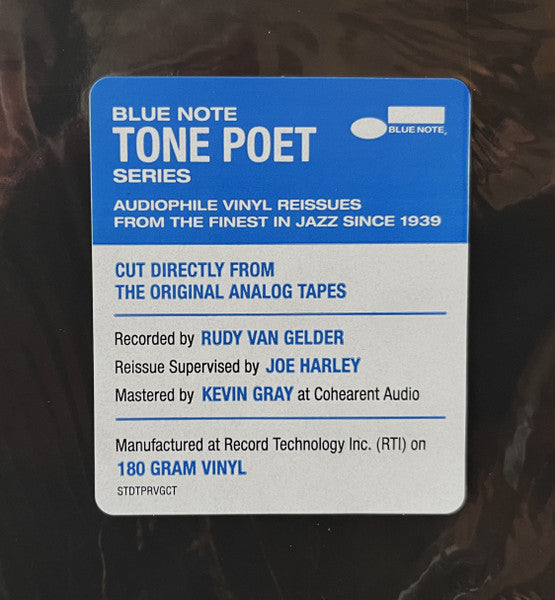 BLUE NOTE
TONE POET
SERIES
BLUE NOTE®
AUDIOPHILE VINYL REISSUES
FROM THE FINEST IN JAZZ SINCE 1939
CUT DIRECTLY FROM
THE ORIGINAL ANALOG TAPES
Recorded by RUDY VAN GELDER
Reissue Supervised by JOE HARLEY
Mastered by KEVIN GRAY at Cohearent Audio
Manufactured at Record Technology Inc. (RTI) on
180 GRAM VINYL
STDTPRVGCT